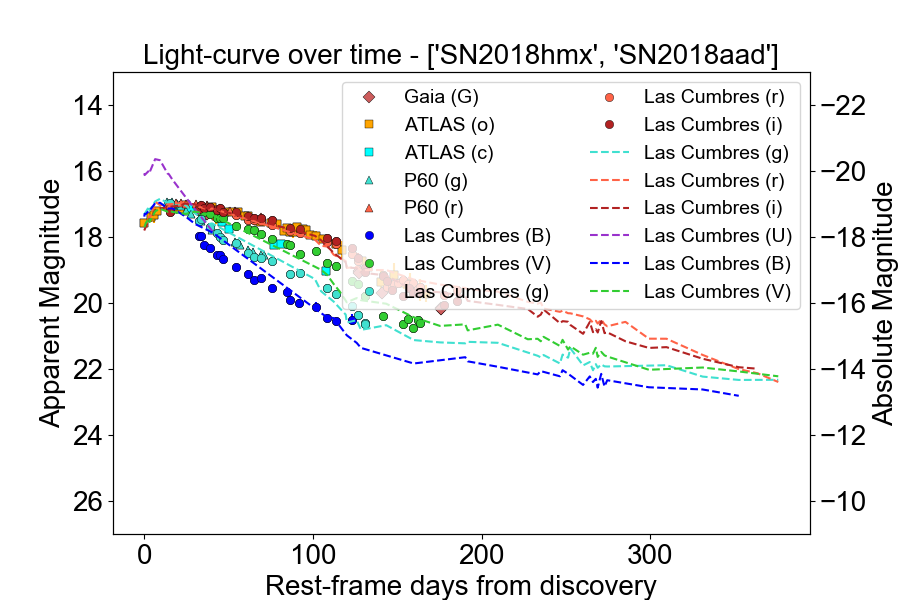 Light-curve over time - ['SN2018hmx', 'SN2018aad']
Gaia (G)
ATLAS (o)
ATLAS (c)
P60 (g)
P60 (r)
Las Cumbres (B)
Las Cumbres (V)
Las Cumbres (g)
Las Cumbres (r)
Las Cumbres (i)
Las Cumbres (g)
Las Cumbres (r)
Las Cumbres (i)
Las Cumbres (U)
Las Cumbres (B)
Las Cumbres (V)
Apparent Magnitude
14
16
18
20
22
24
26
−22
−20
−18
−16
−14
−12
−10
Absolute Magnitude
0
100
200
300
Rest-frame days from discovery